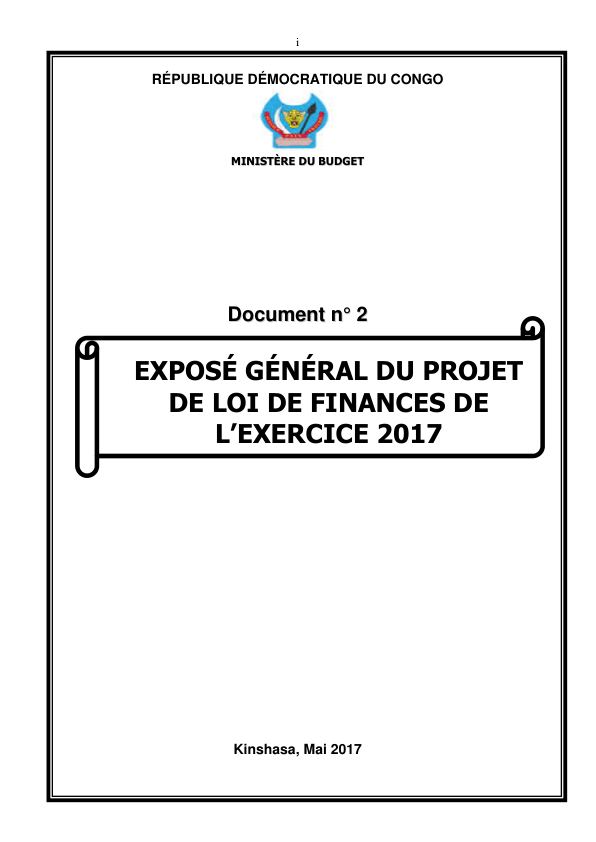 i
RÉPUBLIQUE DÉMOCRATIQUE DU CONGO
MINISTÈRE DU BUDGET
Document n° 2
EXPOSÉ GÉNÉRAL DU PROJET
DE LOI DE FINANCES DE
L’EXERCICE 2017
Kinshasa, Mai 2017